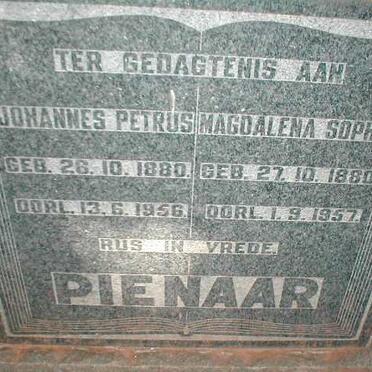 TER GEDAGTENIS AAN
JOHANNES PETRUS MAGDALENA SOPH
GEB. 26.10.1880. GEB. 27.10.1880
OORL. 13.6.1956. OORL. 1.9.1957.
RUS IN VREDE.
PIENAAR